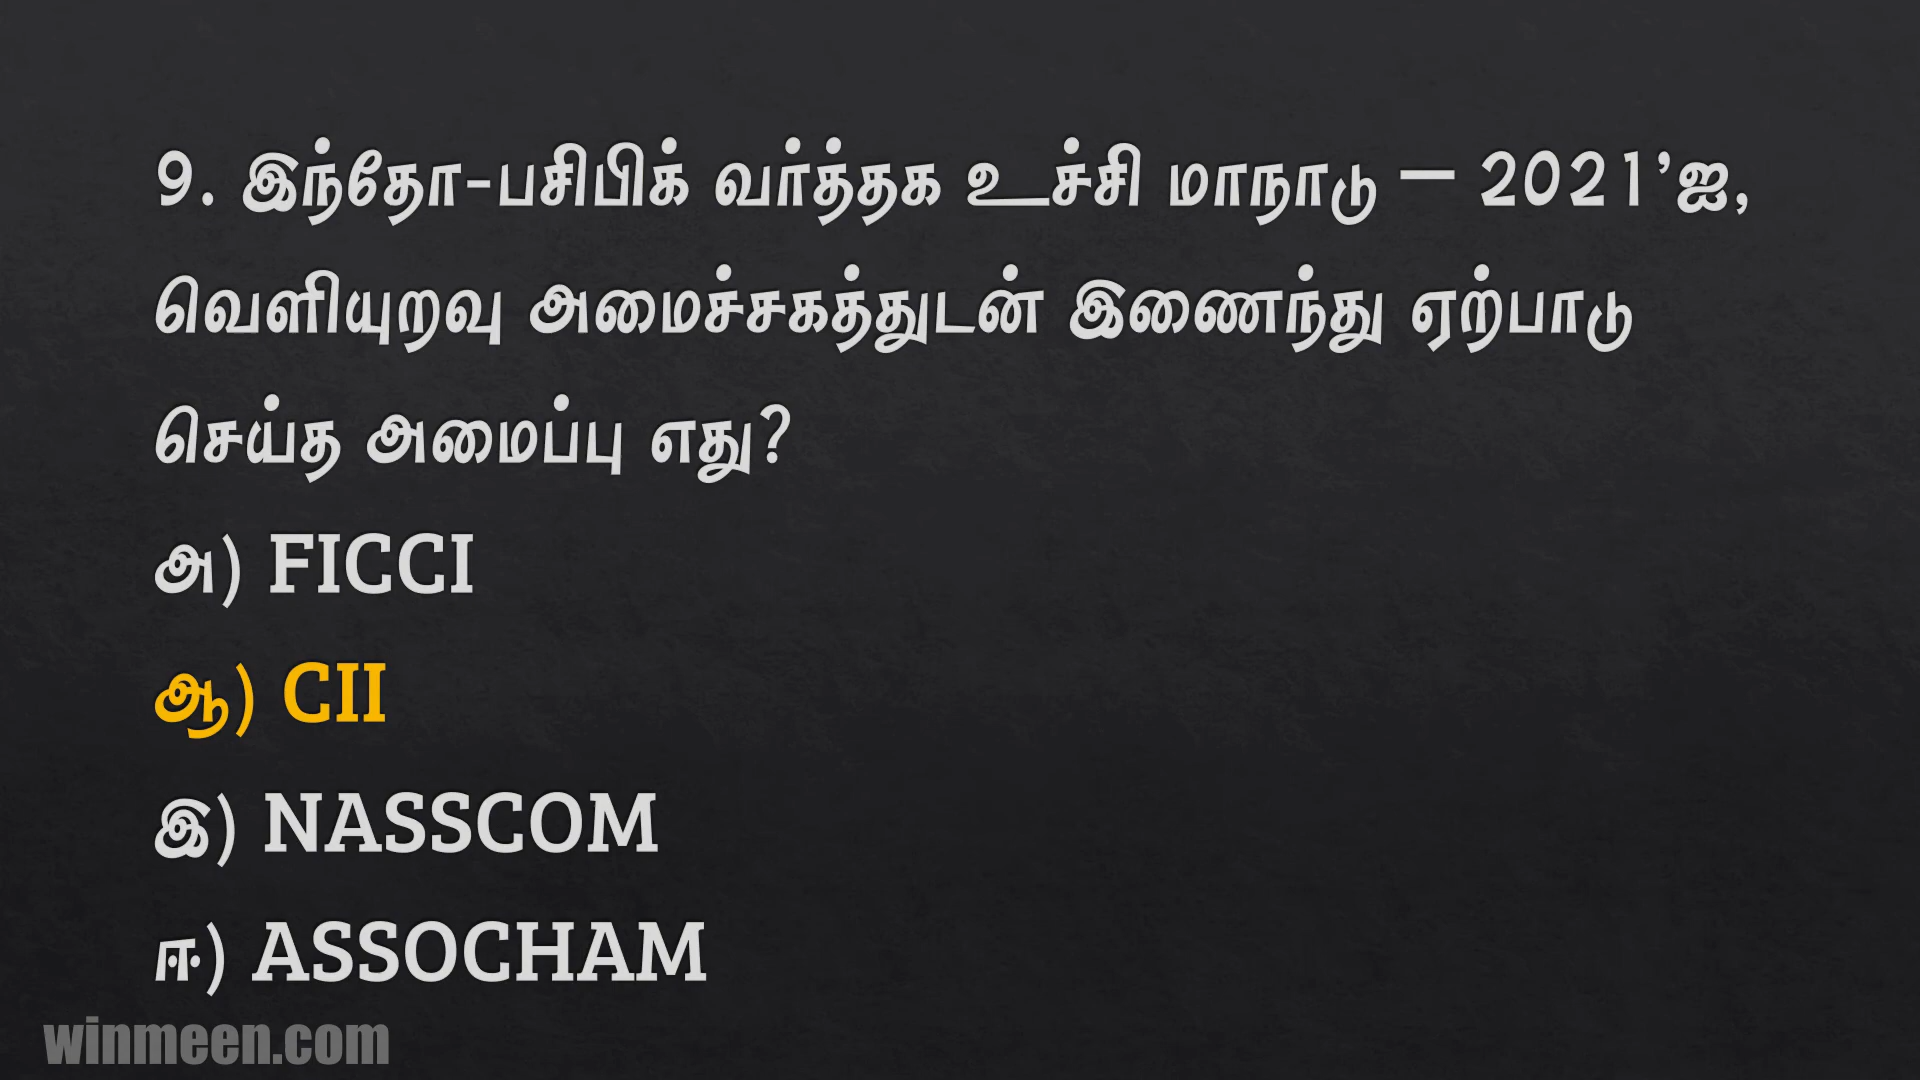 9. இந்தோ-பசிபிக் வர்த்தக உச்சி மாநாடு – 2021’ஐ,
வெளியுறவு அமைச்சகத்துடன் இணைந்து ஏற்பாடு
செய்த அமைப்பு எது?
அ) FICCI
ஆ) CII
இ) NASSCOM
ஈ) ASSOCHAM
winmeen.com